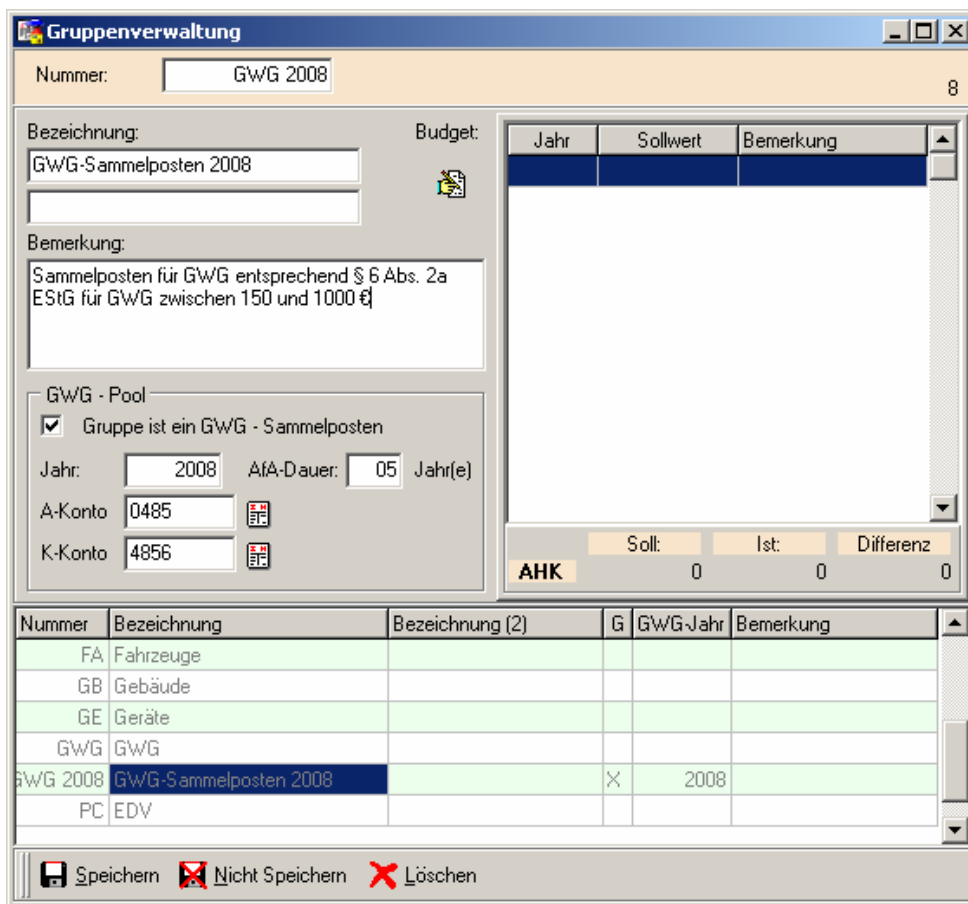 Gruppenverwaltung
Nummer: GWG 2008
8
Bezeichnung: Budget:
GWG-Sammelposten 2008
Bemerkung:
Sammelposten für GWG entsprechend § 6 Abs. 2a
EStG für GWG zwischen 150 und 1000 €
GWG - Pool
Gruppe ist ein GWG - Sammelposten
Jahr: 2008 AfA-Dauer: 05 Jahr(e)
A-Konto 0485
K-Konto 4856
Jahr Sollwert Bemerkung
Soll: Ist: Differenz
AHK 0 0 0
Nummer Bezeichnung Bezeichnung (2) G GWG-Jahr Bemerkung
FA Fahrzeuge
GB Gebäude
GE Geräte
GWG GWG
GWG 2008 GWG-Sammelposten 2008 X 2008
PC EDV
Speichern Nicht Speichern Löschen